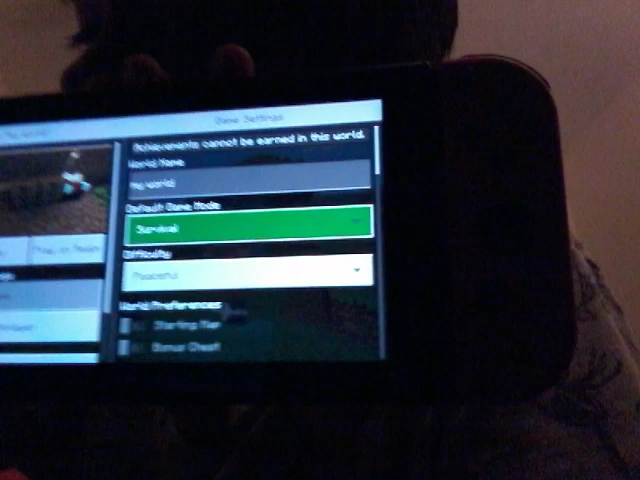 Game Settings
Achievements cannot be earned in this world.
World Name
my world
Default Game Mode
Survival
Difficulty
Peaceful
World Preferences
Starting Map
Bonus Chest